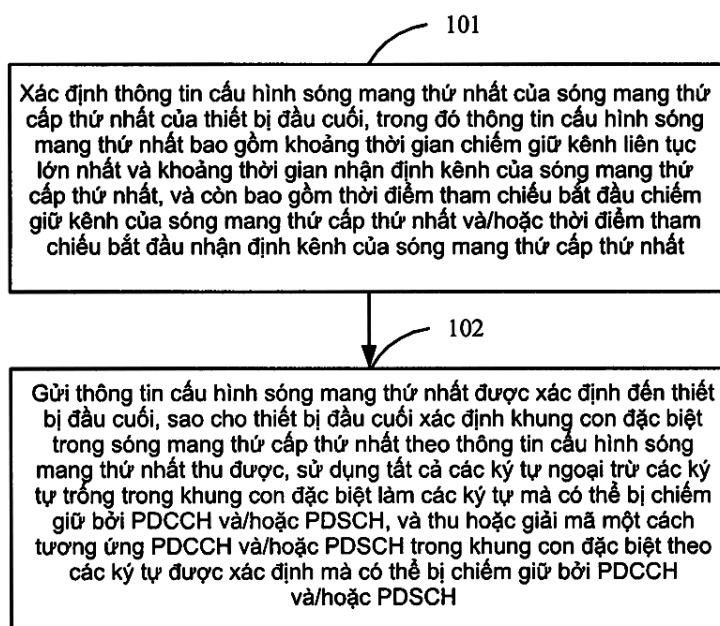 101
Xác định thông tin cấu hình sóng mang thứ nhất của sóng mang thứ
cấp thứ nhất của thiết bị đầu cuối, trong đó thông tin cấu hình sóng
mang thứ nhất bao gồm khoảng thời gian chiếm giữ kênh liên tục
lớn nhất và khoảng thời gian nhận định kênh của sóng mang thứ
cấp thứ nhất, và còn bao gồm thời điểm tham chiếu bắt đầu chiếm
giữ kênh của sóng mang thứ cấp thứ nhất và/hoặc thời điểm tham
chiếu bắt đầu nhận định kênh của sóng mang thứ cấp thứ nhất
102
Gửi thông tin cấu hình sóng mang thứ nhất được xác định đến thiết
bị đầu cuối, sao cho thiết bị đầu cuối xác định khung con đặc biệt
trong sóng mang thứ cấp thứ nhất theo thông tin cấu hình sóng
mang thứ nhất thu được, sử dụng tất cả các ký tự ngoại trừ các ký
tự trống trong khung con đặc biệt làm các ký tự mà có thể bị chiếm
giữ bởi PDCCH và/hoặc PDSCH, và thu hoặc giải mã một cách
tương ứng PDCCH và/hoặc PDSCH trong khung con đặc biệt theo
các ký tự được xác định mà có thể bị chiếm giữ bởi PDCCH
và/hoặc PDSCH